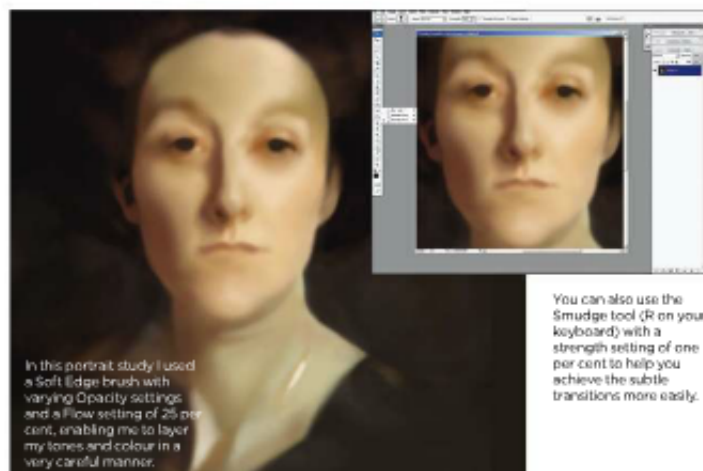 In this portrait study I used
a Soft Edge brush with
varying Opacity settings
and a Flow setting of 25 per
cent, enabling me to layer
my tones and colour in a
very careful manner.
You can also use the
Smudge tool (R on your
keyboard) with a
strength setting of one
per cent to help you
achieve the subtle
transitions more easily.